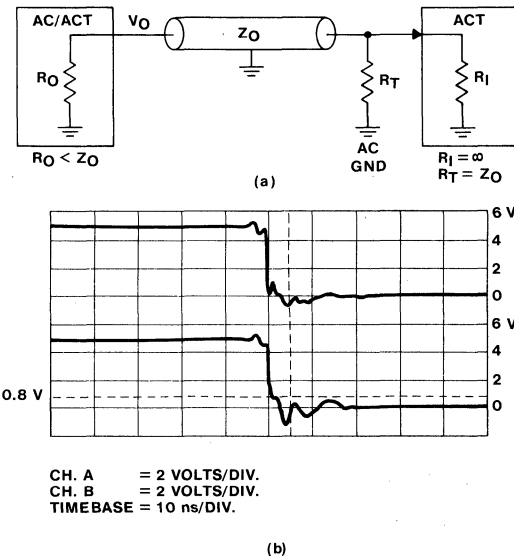 AC/ACT
VO
ZO
ACT
RO
RT
RI
AC
GND
RO < ZO
RI = ∞
RT = ZO
(a)
6 V
4
2
0
6 V
4
2
0
0.8 V
CH. A = 2 VOLTS/DIV.
CH. B = 2 VOLTS/DIV.
TIMEBASE = 10 ns/DIV.
(b)